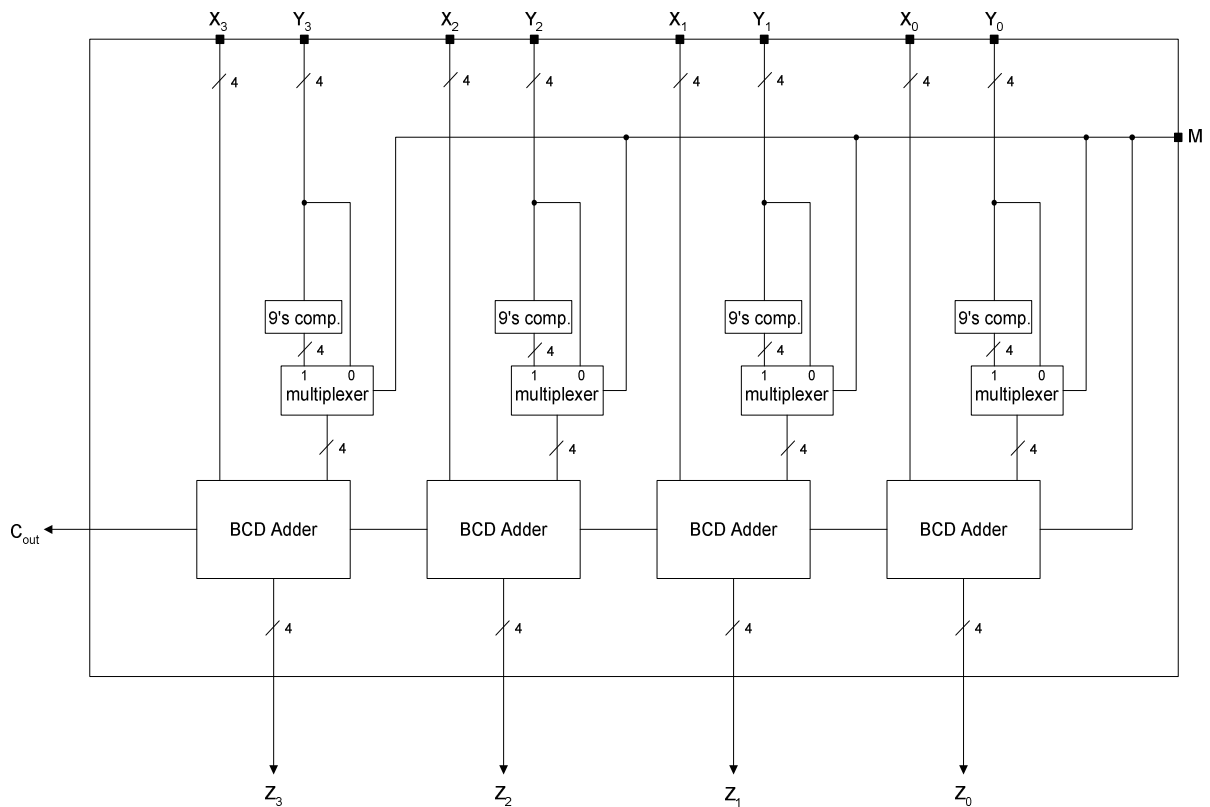 X3 Y3 X2 Y2 X1 Y1 X0 Y0
4 4 4 4 4 4 4 4
M
9's comp. 9's comp. 9's comp. 9's comp.
4 4 4 4
1 0 1 0 1 0 1 0
multiplexer multiplexer multiplexer multiplexer
4 4 4 4
Cout BCD Adder BCD Adder BCD Adder BCD Adder
4 4 4 4
Z3 Z2 Z1 Z0